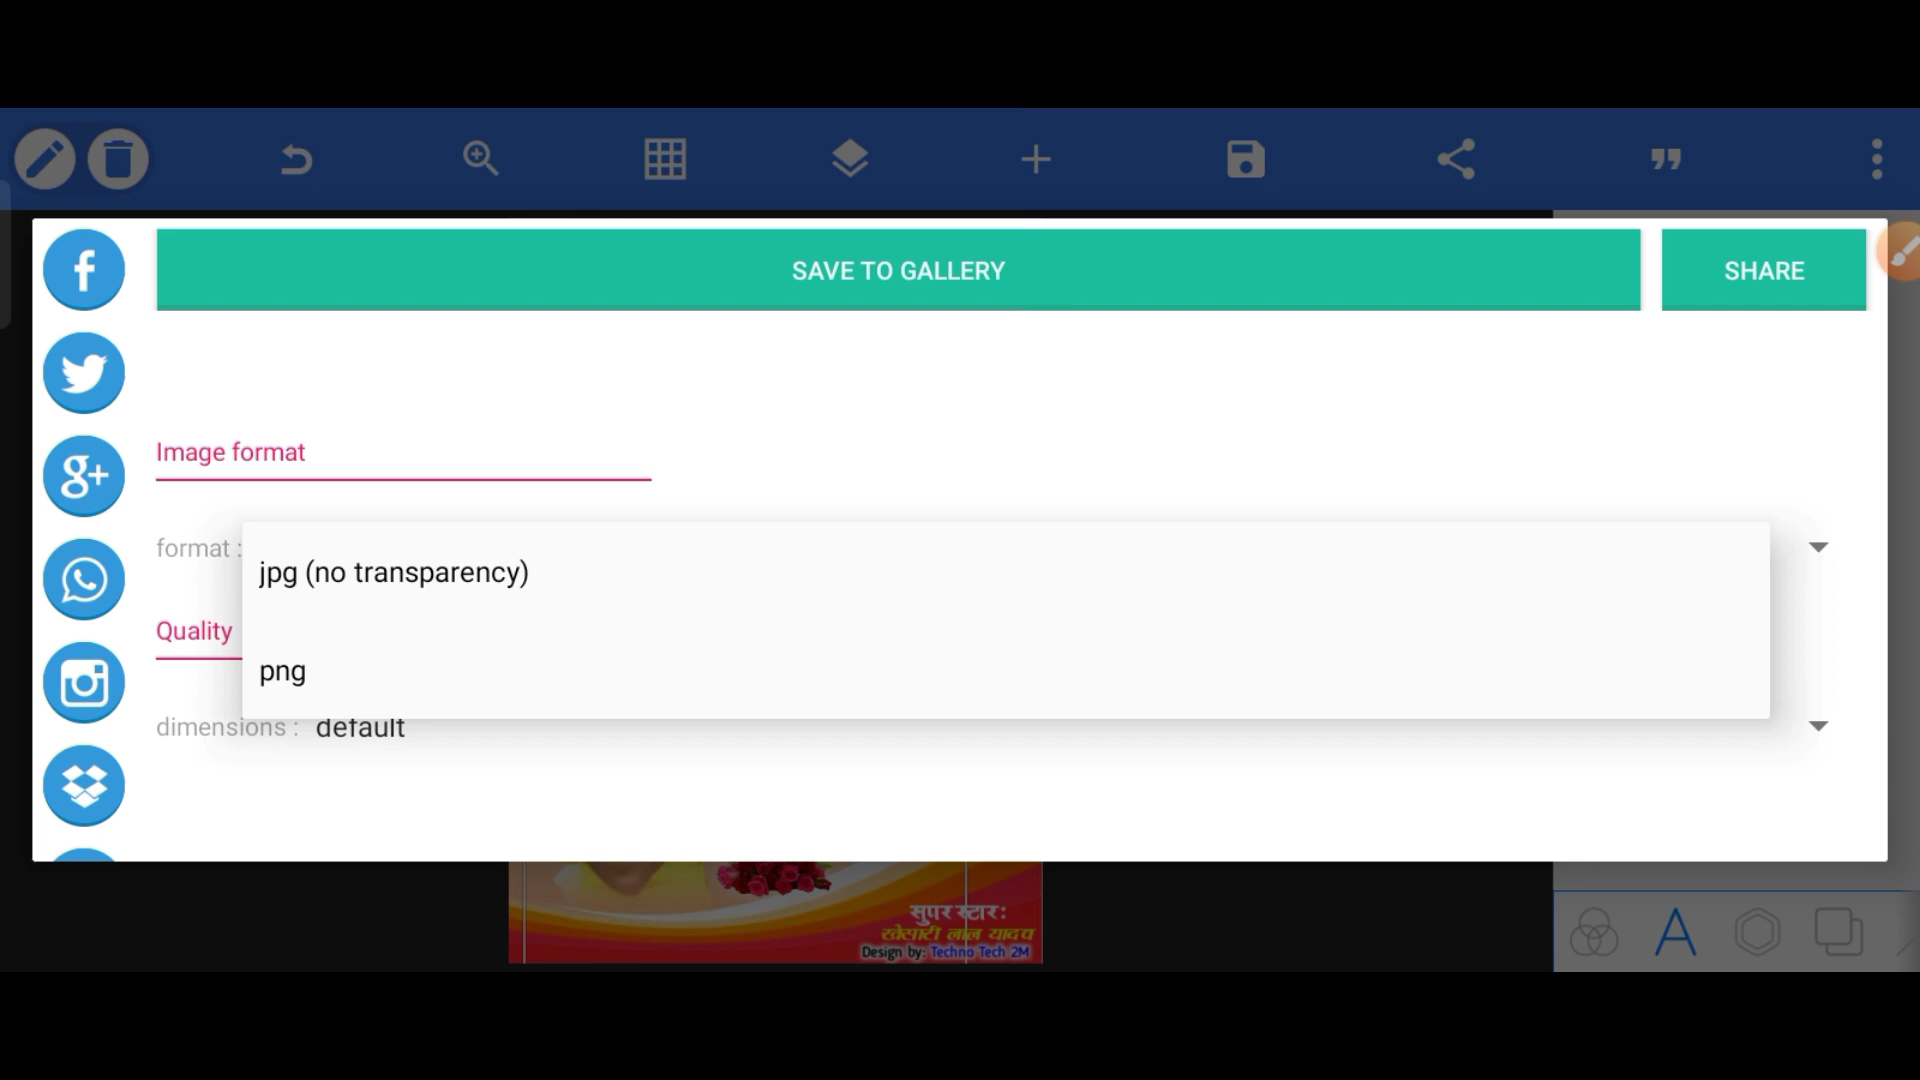 SAVE TO GALLERY
SHARE
Image format
format :
jpg (no transparency)
Quality
png
dimensions : default
सुपर स्टार:
खेसारी लाल यादव
Design by: Techno Tech 2M